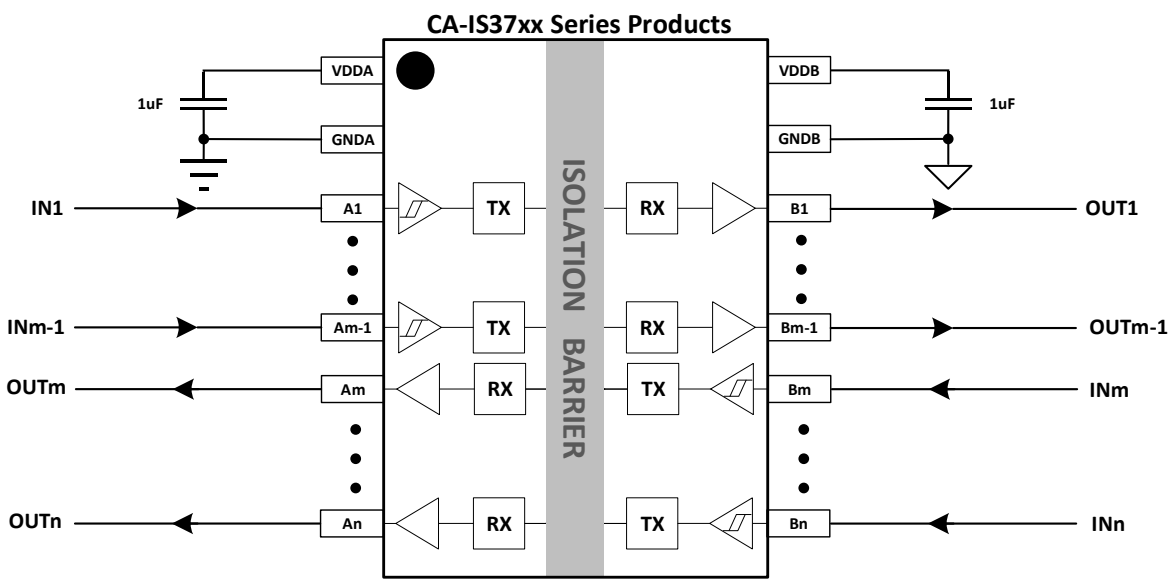 CA-IS37xx Series Products
VDDA
VDDB
1uF
1uF
GNDA
GNDB
ISOLATION BARRIER
IN1
A1
TX
RX
B1
OUT1
INm-1
Am-1
TX
RX
Bm-1
OUTm-1
OUTm
Am
RX
TX
Bm
INm
OUTn
An
RX
TX
Bn
INn